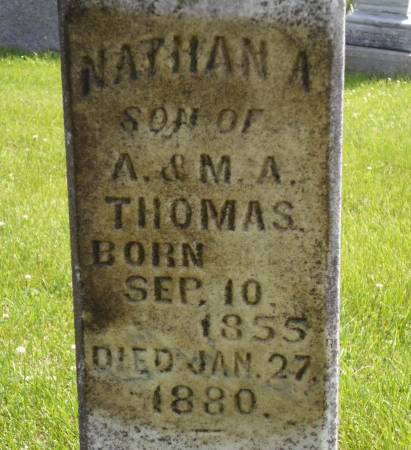 NATHAN A
SON OF
A. & M. A.
THOMAS.
BORN
SEP. 10.
1855
DIED JAN. 27.
1880.